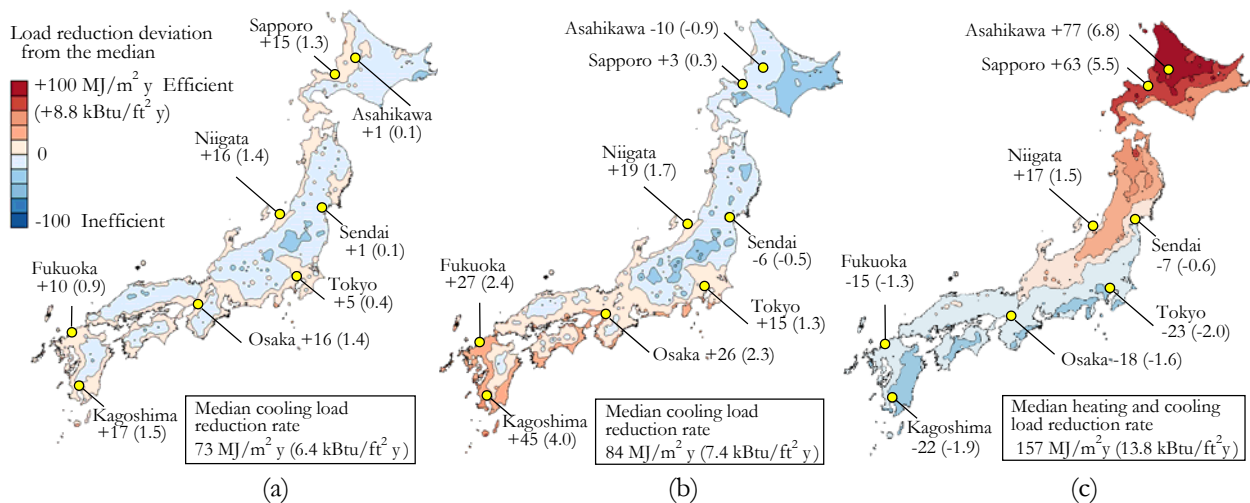 Load reduction deviation
from the median
+100 MJ/m² y Efficient
(+8.8 kBtu/ft² y)
0
-100 Inefficient
Sapporo
+15 (1.3)
Asahikawa
+1 (0.1)
Niigata
+16 (1.4)
Sendai
+1 (0.1)
Fukuoka
+10 (0.9)
Tokyo
+5 (0.4)
Osaka +16 (1.4)
Kagoshima
+17 (1.5)
Median cooling load
reduction rate
73 MJ/m² y (6.4 kBtu/ft² y)
(a)
Asahikawa -10 (-0.9)
Sapporo +3 (0.3)
Niigata
+19 (1.7)
Sendai
-6 (-0.5)
Fukuoka
+27 (2.4)
Tokyo
+15 (1.3)
Osaka +26 (2.3)
Kagoshima
+45 (4.0)
Median cooling load
reduction rate
84 MJ/m² y (7.4 kBtu/ft² y)
(b)
Asahikawa +77 (6.8)
Sapporo +63 (5.5)
Niigata
+17 (1.5)
Sendai
-7 (-0.6)
Fukuoka
-15 (-1.3)
Tokyo
-23 (-2.0)
Osaka -18 (-1.6)
Kagoshima
-22 (-1.9)
Median heating and cooling
load reduction rate
157 MJ/m² y (13.8 kBtu/ft² y)
(c)